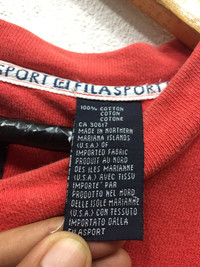 SPORT FILASPORT
100% COTTON
COTON
COTONE
CA 30617
MADE IN NORTHERN
MARIANA ISLANDS
(U.S.A.) OF
IMPORTED FABRIC
PRODUIT AU NORD
DES ILES MARIANNE
(U.S.A.) AVEC TISSU
IMPORTE' PAR
PRODOTTO NEL NORD
DELLE ISOLE MARIANNE
(U.S.A.) CON TESSUTO
IMPORTATO DALLA
FILASPORT